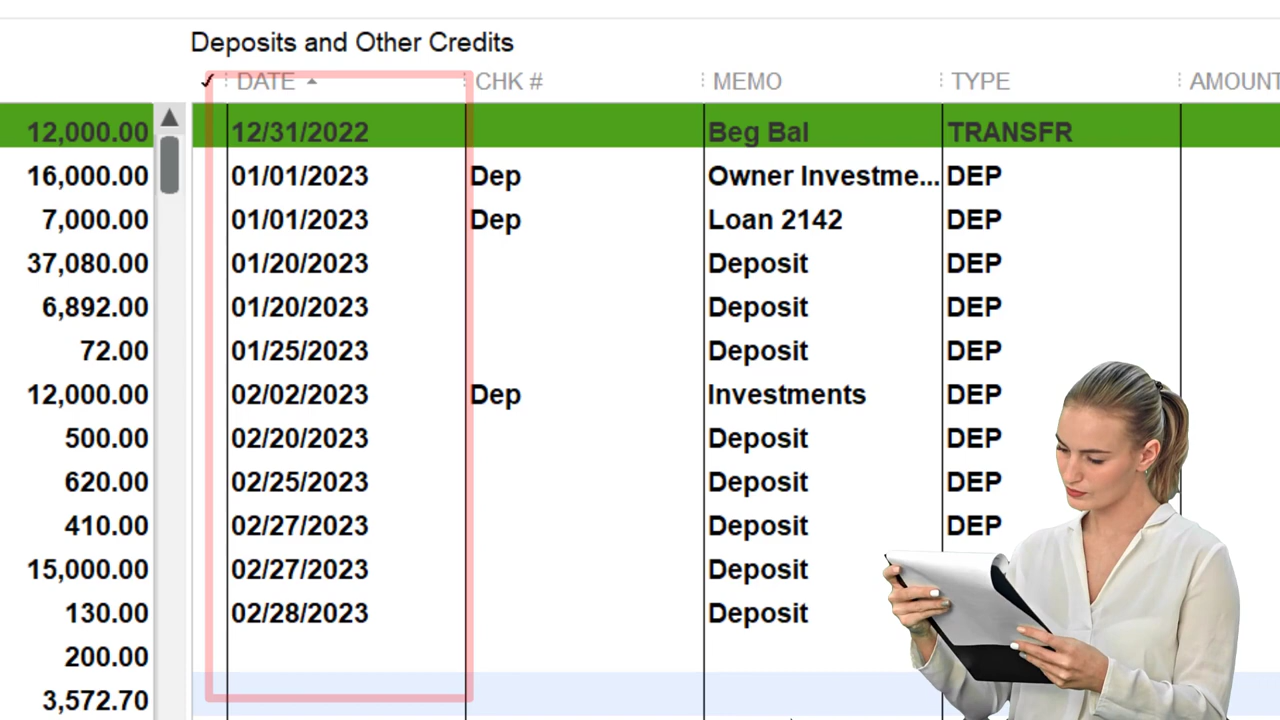 Deposits and Other Credits
✓ DATE CHK # MEMO TYPE AMOUNT
12,000.00 12/31/2022 Beg Bal TRANSFR
16,000.00 01/01/2023 Dep Owner Investme... DEP
7,000.00 01/01/2023 Dep Loan 2142 DEP
37,080.00 01/20/2023 Deposit DEP
6,892.00 01/20/2023 Deposit DEP
72.00 01/25/2023 Deposit DEP
12,000.00 02/02/2023 Dep Investments DEP
500.00 02/20/2023 Deposit DEP
620.00 02/25/2023 Deposit DEP
410.00 02/27/2023 Deposit DEP
15,000.00 02/27/2023 Deposit
130.00 02/28/2023 Deposit
200.00
3,572.70